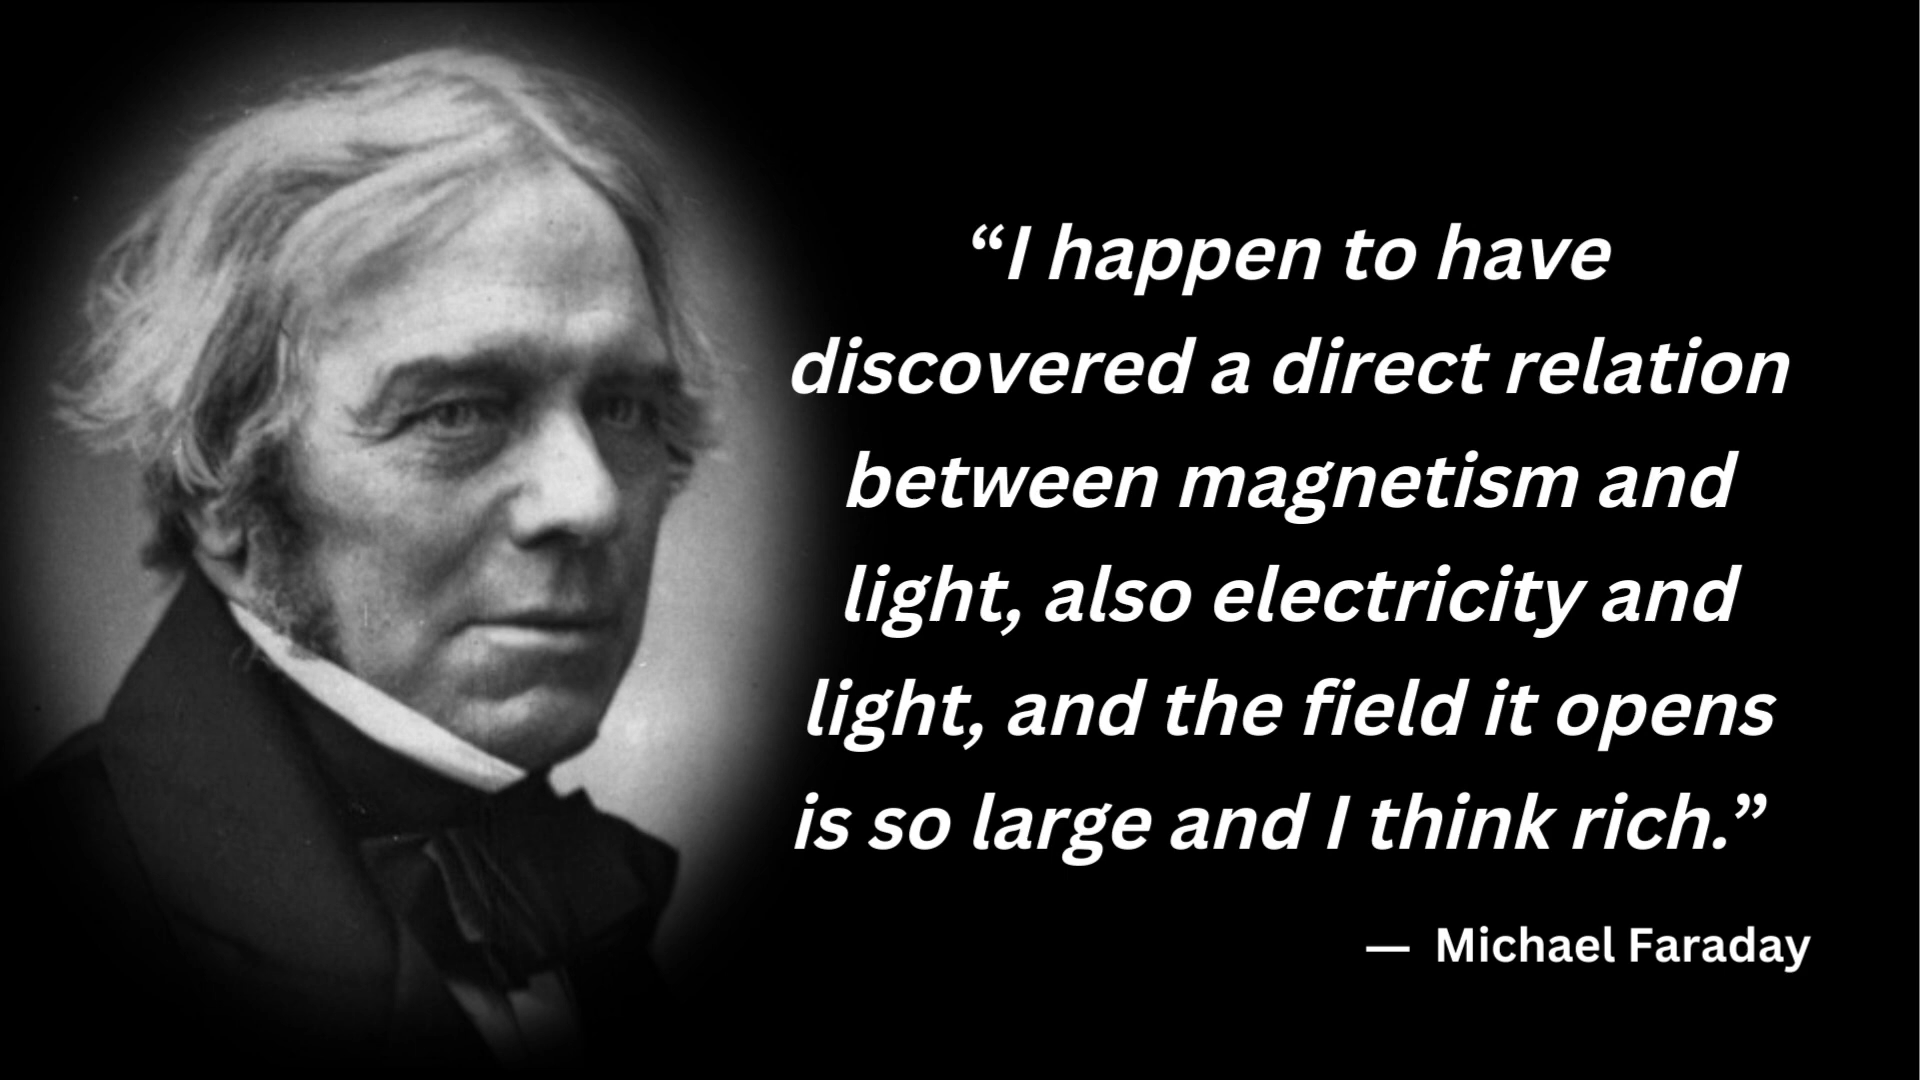 “I happen to have
discovered a direct relation
between magnetism and
light, also electricity and
light, and the field it opens
is so large and I think rich.”
— Michael Faraday